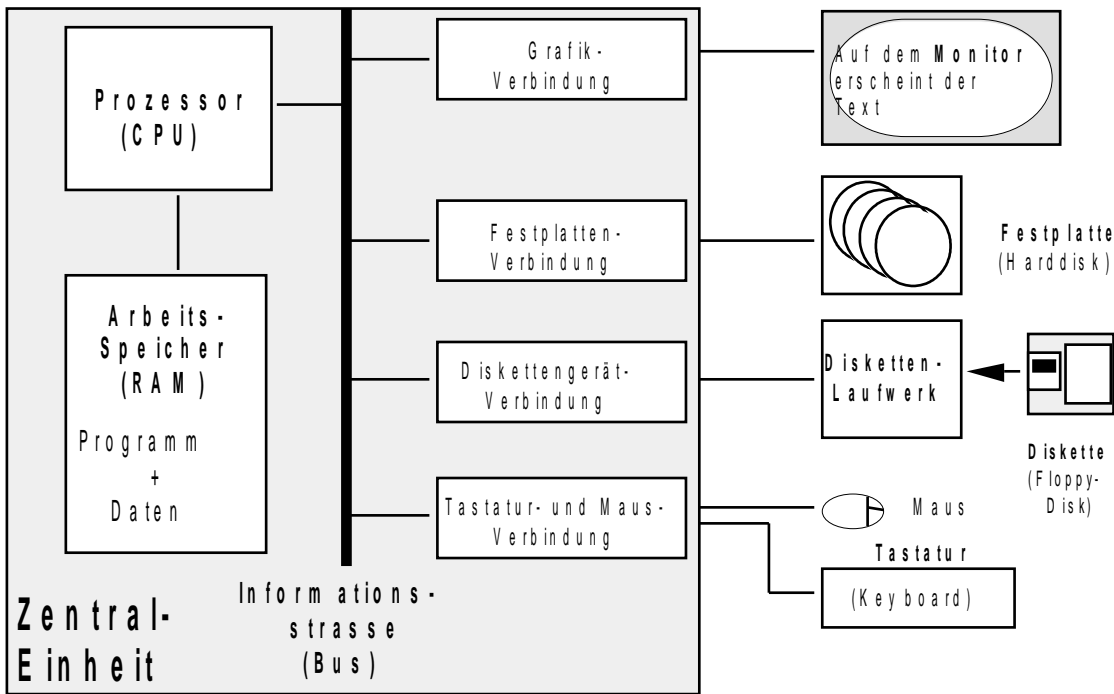 Prozessor
(CPU)
Arbeits-
Speicher
(RAM)
Programm
+
Daten
Zentral-
Einheit
Informations-
strasse
(Bus)
Grafik-
Verbindung
Festplatten-
Verbindung
Diskettengerät-
Verbindung
Tastatur- und Maus-
Verbindung
Auf dem Monitor
erscheint der
Text
Festplatte
(Harddisk)
Disketten-
Laufwerk
Diskette
(Floppy-
Disk)
Maus
Tastatur
(Keyboard)